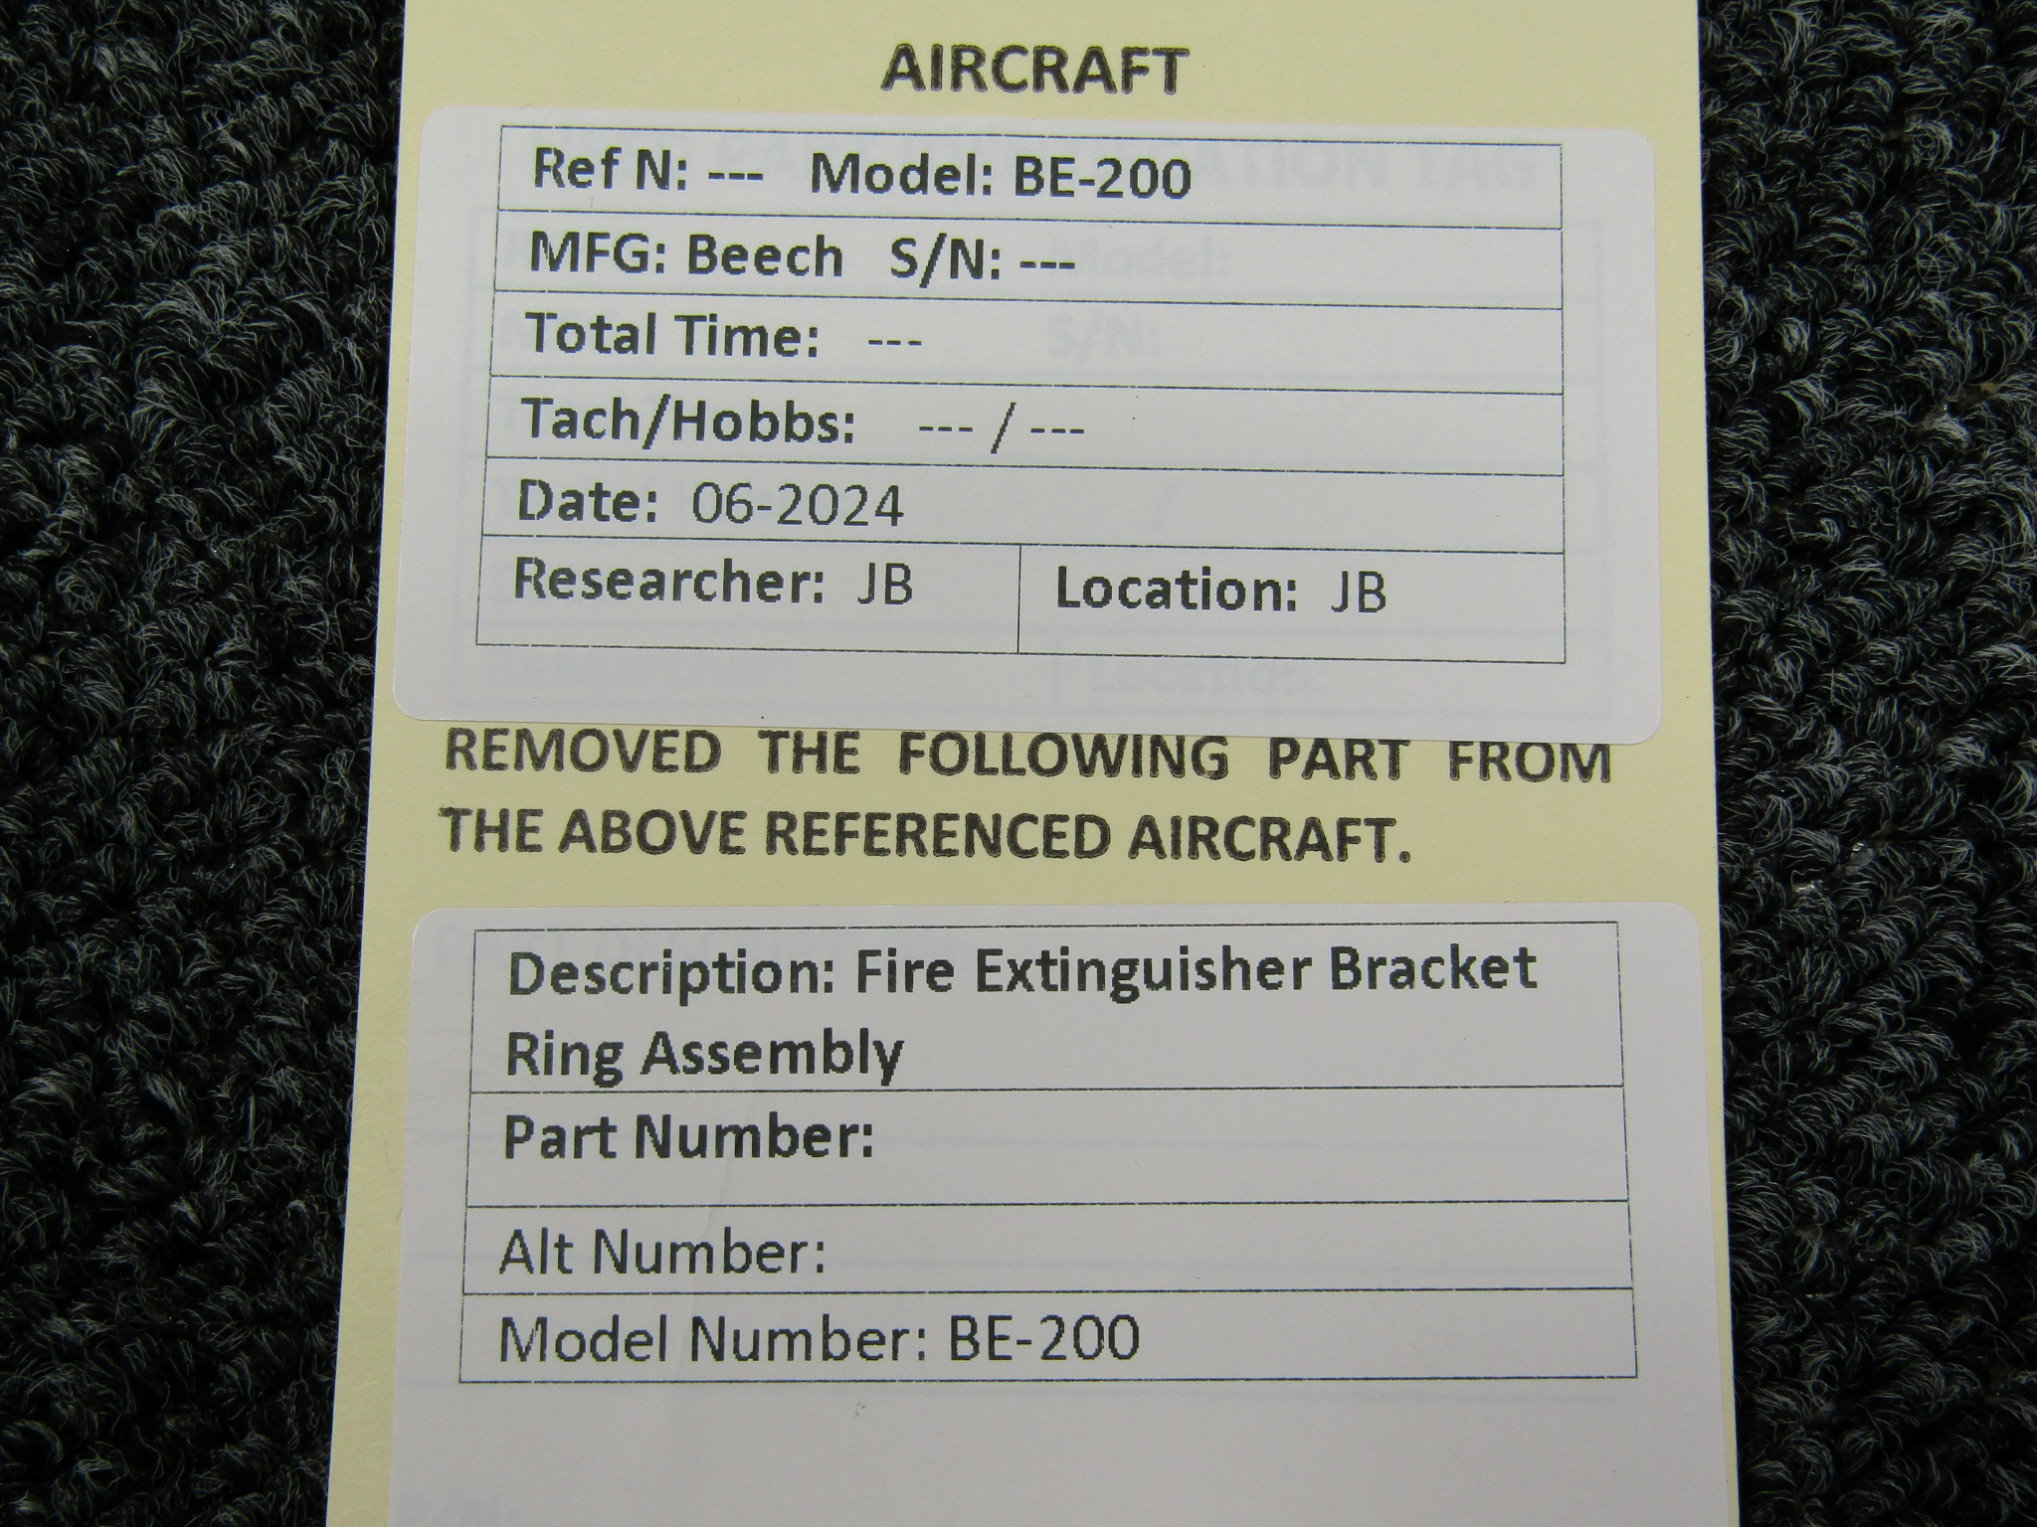 AIRCRAFT
Ref N: --- Model: BE-200
MFG: Beech S/N: ---
Total Time: ---
Tach/Hobbs: --- / ---
Date: 06-2024
Researcher: JB Location: JB
REMOVED THE FOLLOWING PART FROM
THE ABOVE REFERENCED AIRCRAFT.
Description: Fire Extinguisher Bracket
Ring Assembly
Part Number:
Alt Number:
Model Number: BE-200